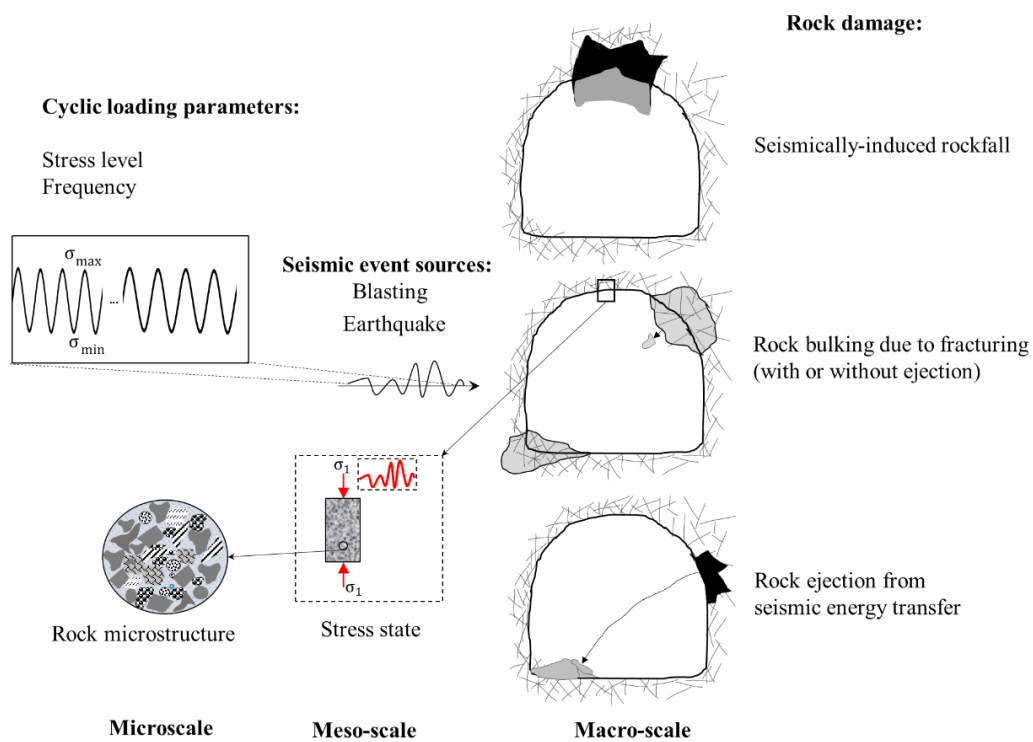 Rock damage:
Cyclic loading parameters:
Stress level
Frequency
Seismically-induced rockfall
σmax
...
σmin
Seismic event sources:
Blasting
Earthquake
Rock bulking due to fracturing
(with or without ejection)
σ1
σ1
Rock microstructure
Stress state
Rock ejection from
seismic energy transfer
Microscale
Meso-scale
Macro-scale